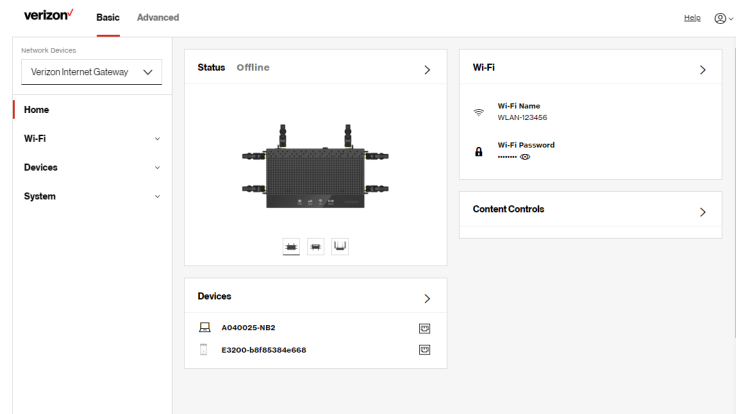 verizon
Basic
Advanced
Help
Network Devices
Verizon Internet Gateway
Home
Wi-Fi
Devices
System
Status Offline
Wi-Fi
Wi-Fi Name
WLAN-123456
Wi-Fi Password
••••••••
Content Controls
Devices
A040025-NB2
E3200-b8f85384e668